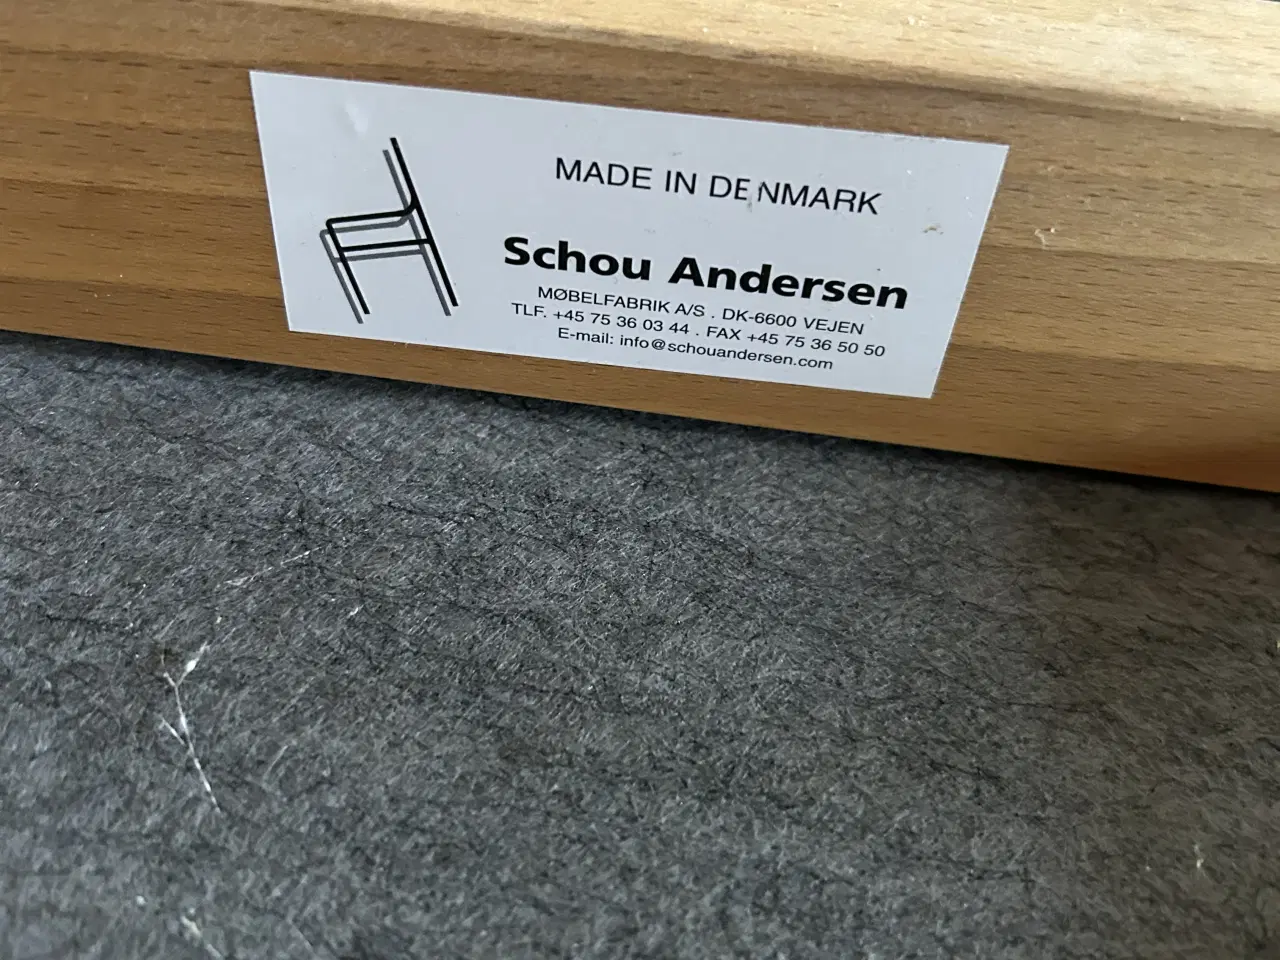 MADE IN DENMARK
Schou Andersen
MØBELFABRIK A/S . DK-6600 VEJEN
TLF. +45 75 36 03 44 . FAX +45 75 36 50 50
E-mail: info@schouandersen.com